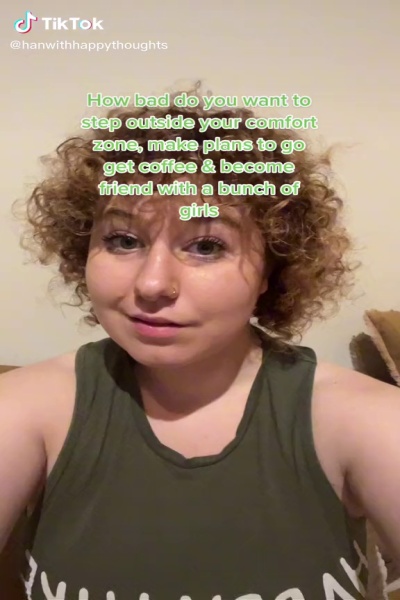 TikTok
@hanwithhappythoughts
How bad do you want to
step outside your comfort
zone, make plans to go
get coffee & become
friend with a bunch of
girls